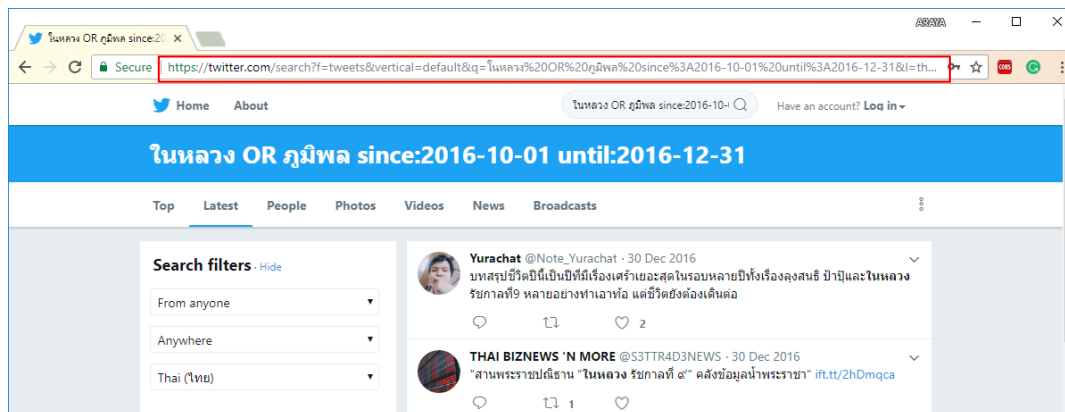 ARAYA
ในหลวง OR ภูมิพล since:20
Secure https://twitter.com/search?f=tweets&vertical=default&q=ในหลวง%20OR%20ภูมิพล%20since%3A2016-10-01%20until%3A2016-12-31&l=th...
CORS G
Home About ในหลวง OR ภูมิพล since:2016-10- Have an account? Log in
ในหลวง OR ภูมิพล since:2016-10-01 until:2016-12-31
Top Latest People Photos Videos News Broadcasts
Search filters · Hide
From anyone
Anywhere
Thai (ไทย)
Yurachat @Note_Yurachat · 30 Dec 2016
บทสรุปชีวิตปีนี้เป็นปีที่มีเรื่องเศร้าเยอะสุดในรอบหลายปีทั้งเรื่องลุงสนธิ ป้าปุ๊และในหลวง
รัชกาลที่9 หลายอย่างทำเอาท้อ แต่ชีวิตยังต้องเดินต่อ
2
THAI BIZNEWS 'N MORE @S3TTR4D3NEWS · 30 Dec 2016
"สานพระราชปณิธาน "ในหลวง รัชกาลที่ ๙" คลังข้อมูลน้ำพระราชา" ift.tt/2hDmqca
1